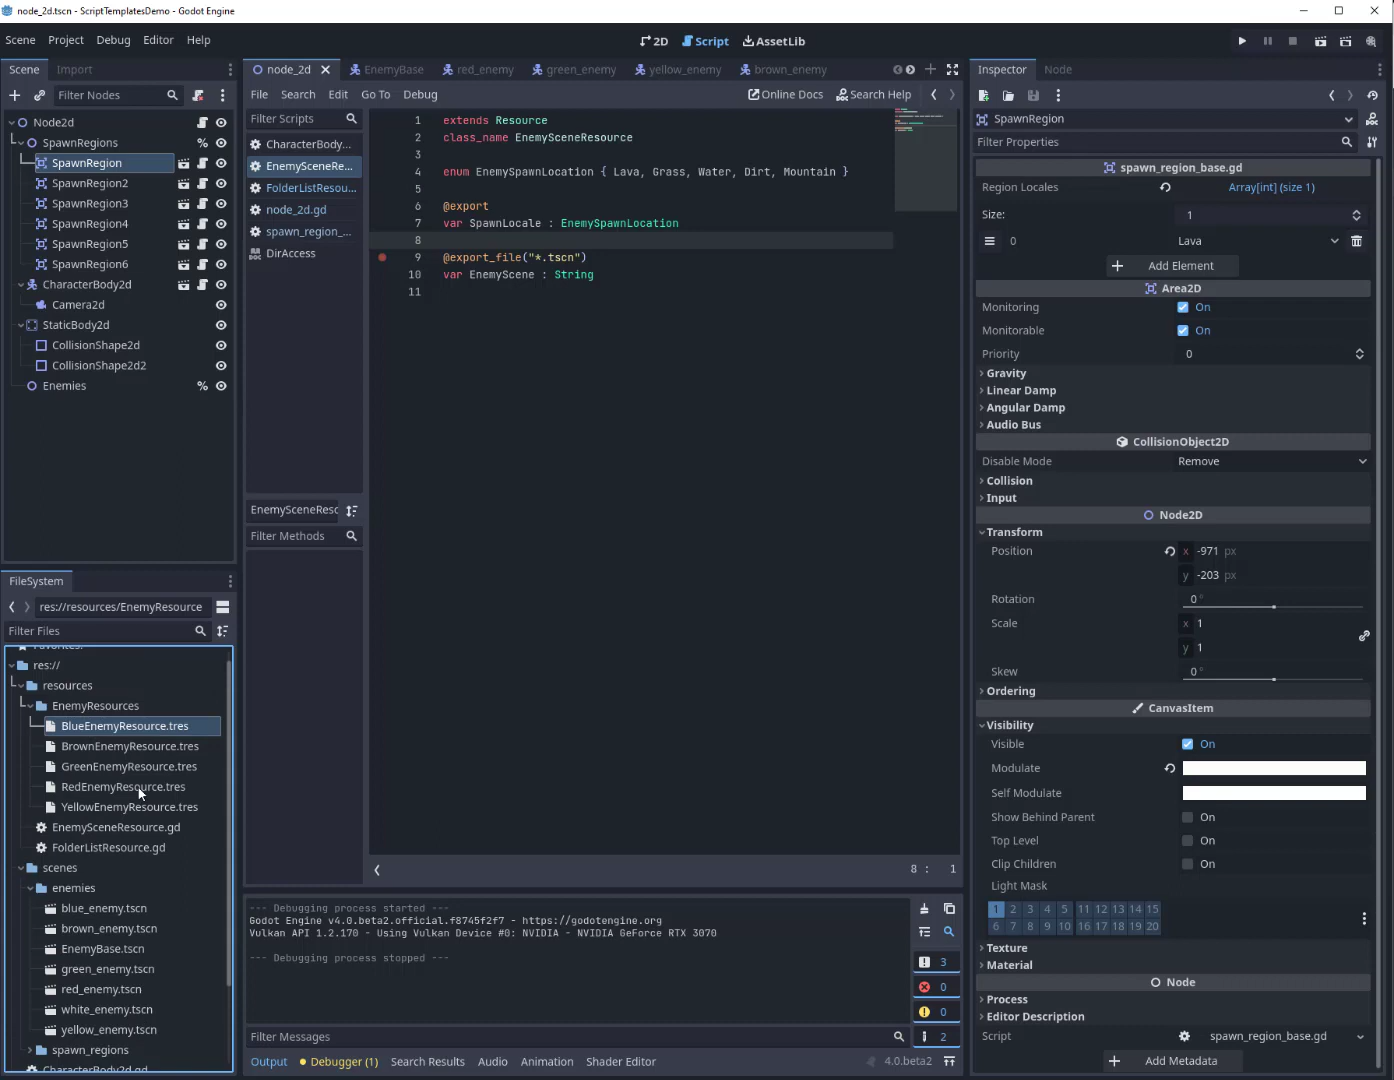 node_2d.tscn - ScriptTemplatesDemo - Godot Engine
Scene Project Debug Editor Help
2D Script AssetLib
Scene Import
Filter Nodes
Node2d
SpawnRegions
SpawnRegion
SpawnRegion2
SpawnRegion3
SpawnRegion4
SpawnRegion5
SpawnRegion6
CharacterBody2d
Camera2d
StaticBody2d
CollisionShape2d
CollisionShape2d2
Enemies
FileSystem
res://resources/EnemyResource
Filter Files
res://
resources
EnemyResources
BlueEnemyResource.tres
BrownEnemyResource.tres
GreenEnemyResource.tres
RedEnemyResource.tres
YellowEnemyResource.tres
EnemySceneResource.gd
FolderListResource.gd
scenes
enemies
blue_enemy.tscn
brown_enemy.tscn
EnemyBase.tscn
green_enemy.tscn
red_enemy.tscn
white_enemy.tscn
yellow_enemy.tscn
spawn_regions
CharacterBody2d.gd
node_2d EnemyBase red_enemy green_enemy yellow_enemy brown_enemy
File Search Edit Go To Debug Online Docs Search Help
Filter Scripts
CharacterBody...
EnemySceneRe...
FolderListResou...
node_2d.gd
spawn_region_...
DirAccess
EnemySceneResc
Filter Methods
1 extends Resource
2 class_name EnemySceneResource
3
4 enum EnemySpawnLocation { Lava, Grass, Water, Dirt, Mountain }
5
6 @export
7 var SpawnLocale : EnemySpawnLocation
8
9 @export_file("*.tscn")
10 var EnemyScene : String
11
8 : 1
--- Debugging process started ---
Godot Engine v4.0.beta2.official.f8745f2f7 - https://godotengine.org
Vulkan API 1.2.170 - Using Vulkan Device #0: NVIDIA - NVIDIA GeForce RTX 3070
--- Debugging process stopped ---
3
0
0
2
Filter Messages
Output Debugger (1) Search Results Audio Animation Shader Editor 4.0.beta2
Inspector Node
SpawnRegion
Filter Properties
spawn_region_base.gd
Region Locales Array[int] (size 1)
Size: 1
0 Lava
Add Element
Area2D
Monitoring On
Monitorable On
Priority 0
Gravity
Linear Damp
Angular Damp
Audio Bus
CollisionObject2D
Disable Mode Remove
Collision
Input
Node2D
Transform
Position x -971 px
y -203 px
Rotation 0 °
Scale x 1
y 1
Skew 0 °
Ordering
CanvasItem
Visibility
Visible On
Modulate
Self Modulate
Show Behind Parent On
Top Level On
Clip Children On
Light Mask
1 2 3 4 5 11 12 13 14 15
6 7 8 9 10 16 17 18 19 20
Texture
Material
Node
Process
Editor Description
Script spawn_region_base.gd
Add Metadata